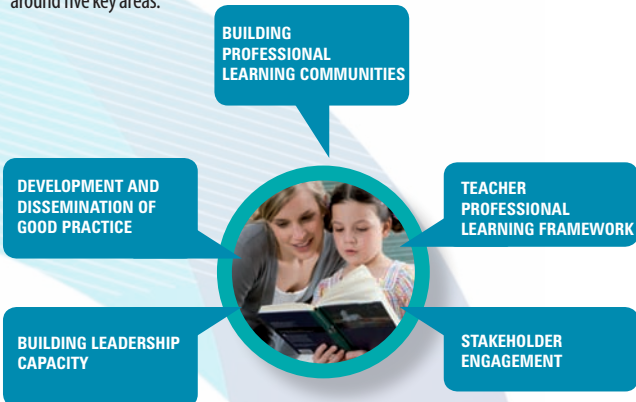 around five key areas.
BUILDING
PROFESSIONAL
LEARNING COMMUNITIES
DEVELOPMENT AND
DISSEMINATION OF
GOOD PRACTICE
TEACHER
PROFESSIONAL
LEARNING FRAMEWORK
BUILDING LEADERSHIP
CAPACITY
STAKEHOLDER
ENGAGEMENT